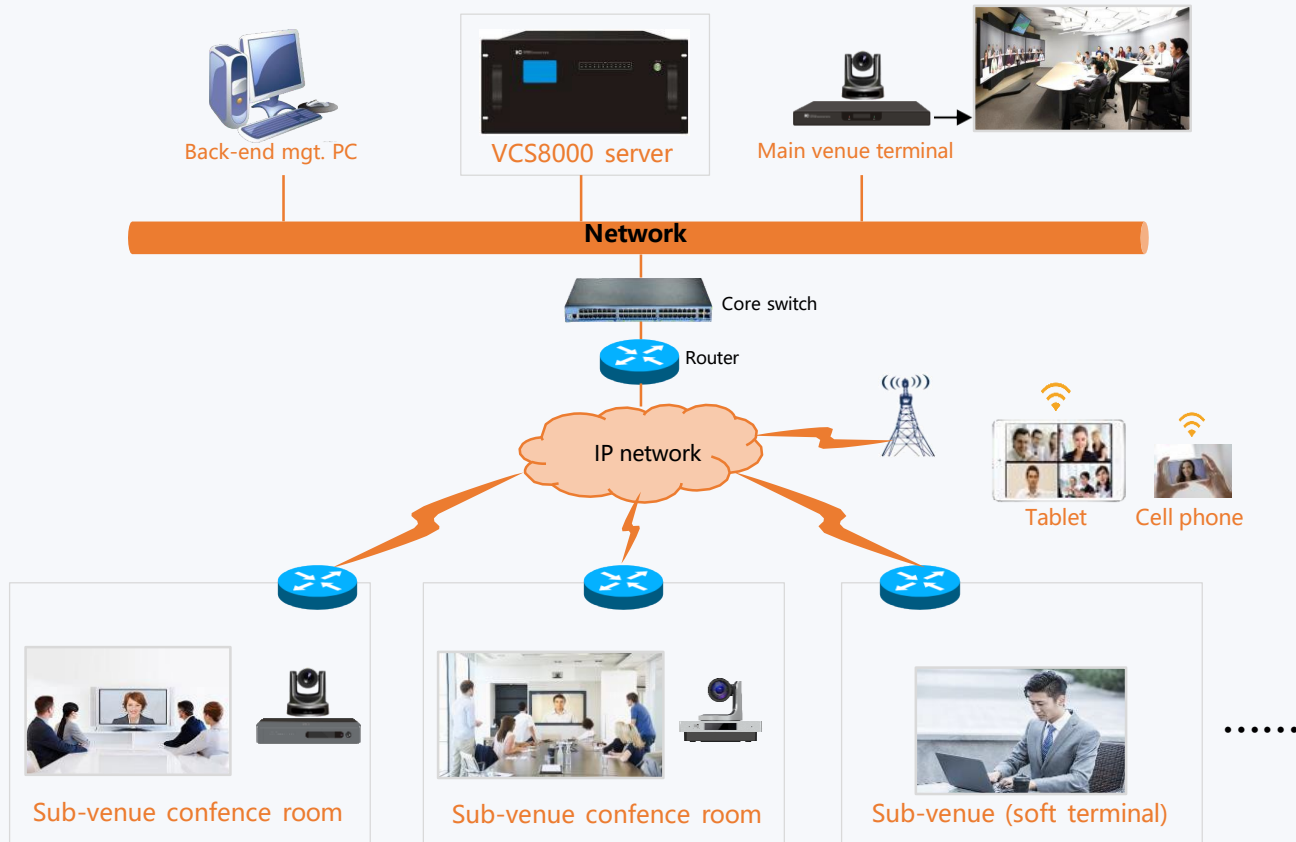 Back-end mgt. PC
VCS8000 server
Main venue terminal
Network
Core switch
Router
IP network
Tablet
Cell phone
Sub-venue confence room
Sub-venue confence room
Sub-venue (soft terminal)
......